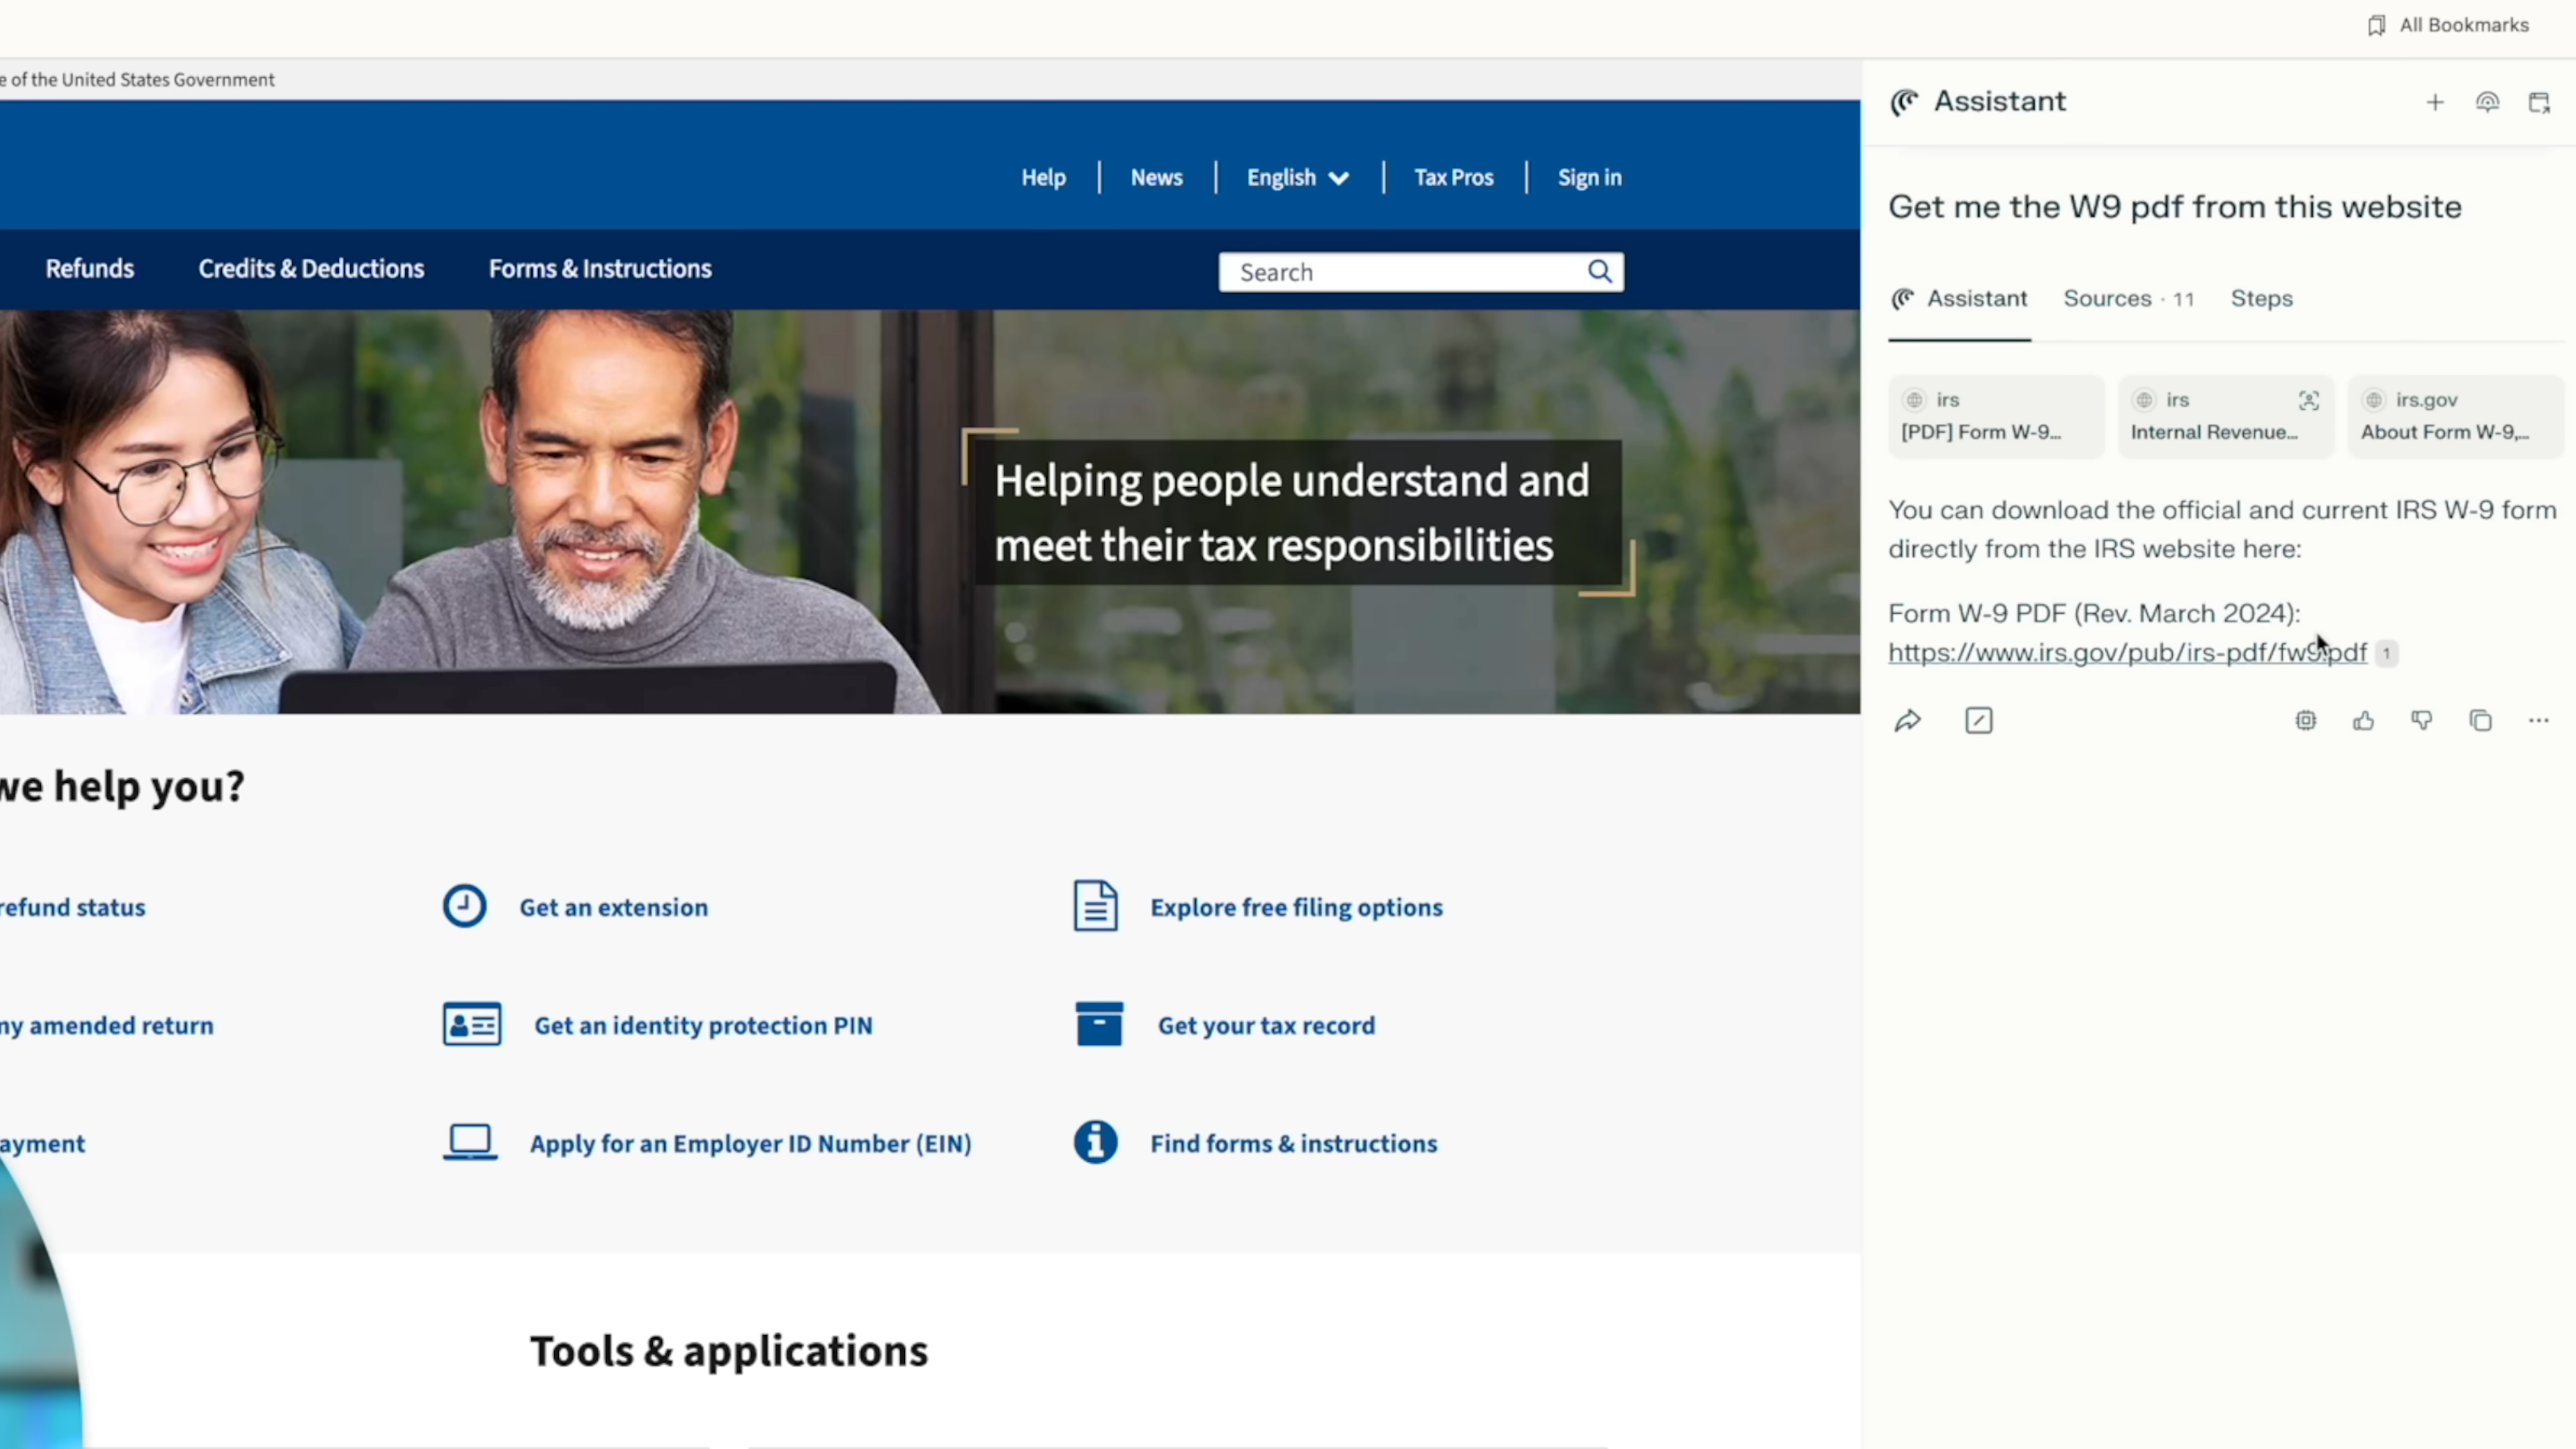 All Bookmarks
e of the United States Government
Help
News
English
Tax Pros
Sign in
Refunds
Credits & Deductions
Forms & Instructions
Search
Helping people understand and
meet their tax responsibilities
we help you?
refund status
Get an extension
Explore free filing options
my amended return
Get an identity protection PIN
Get your tax record
ayment
Apply for an Employer ID Number (EIN)
Find forms & instructions
Tools & applications
Assistant
Get me the W9 pdf from this website
Assistant
Sources · 11
Steps
irs
[PDF] Form W-9...
irs
Internal Revenue...
irs.gov
About Form W-9,...
You can download the official and current IRS W-9 form
directly from the IRS website here:
Form W-9 PDF (Rev. March 2024):
https://www.irs.gov/pub/irs-pdf/fw9.pdf 1